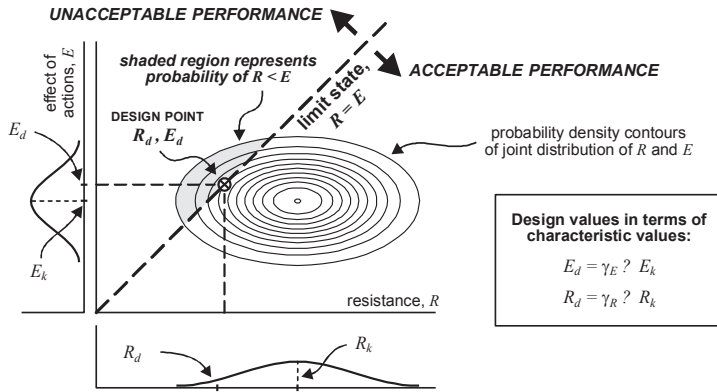 UNACCEPTABLE PERFORMANCE
effect of
actions, E
shaded region represents
probability of R < E
ACCEPTABLE PERFORMANCE
limit state,
R = E
DESIGN POINT
R_d , E_d
E_d
probability density contours
of joint distribution of R and E
Design values in terms of
characteristic values:
E_d = γ_E ? E_k
R_d = γ_R ? R_k
E_k
resistance, R
R_d
R_k